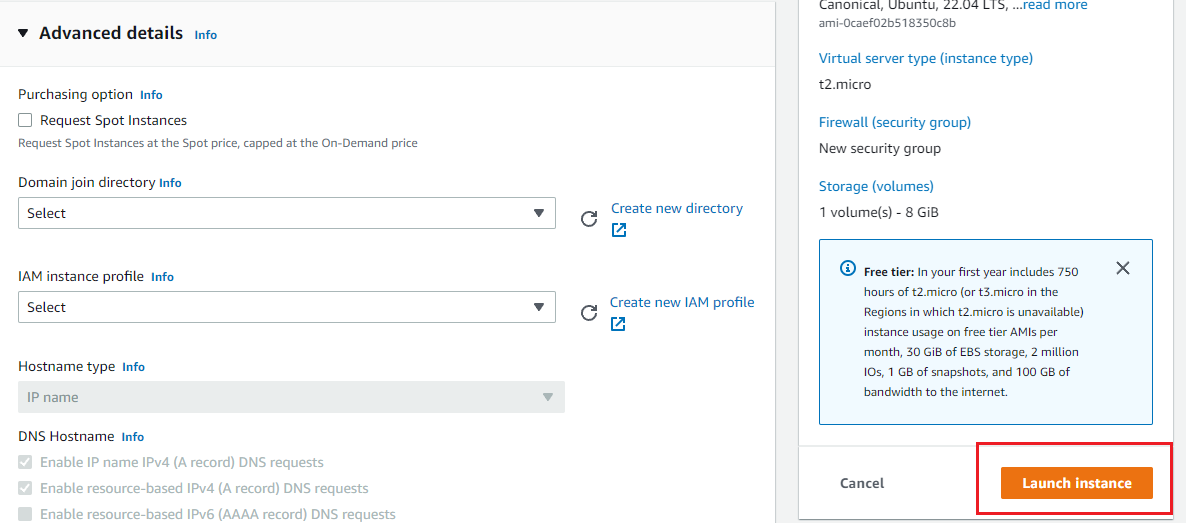 Advanced details Info
Purchasing option Info
Request Spot Instances
Request Spot Instances at the Spot price, capped at the On-Demand price
Domain join directory Info
Select
Create new directory
IAM instance profile Info
Select
Create new IAM profile
Hostname type Info
IP name
DNS Hostname Info
Enable IP name IPv4 (A record) DNS requests
Enable resource-based IPv4 (A record) DNS requests
Enable resource-based IPv6 (AAAA record) DNS requests
Canonical, Ubuntu, 22.04 LTS, ...read more
ami-0caef02b518350c8b
Virtual server type (instance type)
t2.micro
Firewall (security group)
New security group
Storage (volumes)
1 volume(s) - 8 GiB
Free tier: In your first year includes 750
hours of t2.micro (or t3.micro in the
Regions in which t2.micro is unavailable)
instance usage on free tier AMIs per
month, 30 GiB of EBS storage, 2 million
IOs, 1 GB of snapshots, and 100 GB of
bandwidth to the internet.
Cancel
Launch instance